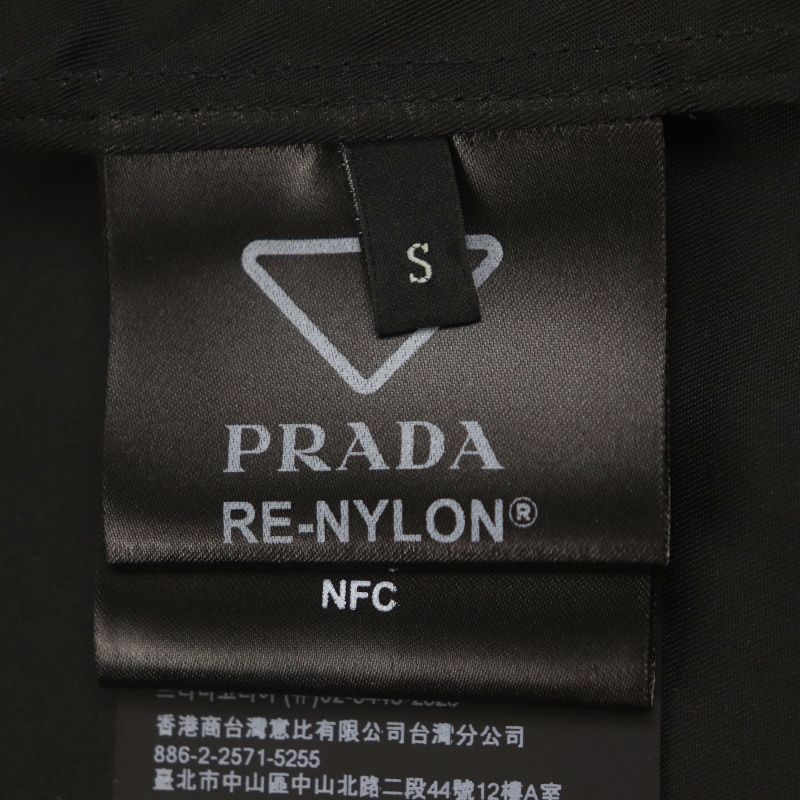 S
PRADA
RE-NYLON®
NFC
香港商台灣意比有限公司台灣分公司
886-2-2571-5255
臺北市中山區中山北路二段44號12樓A室